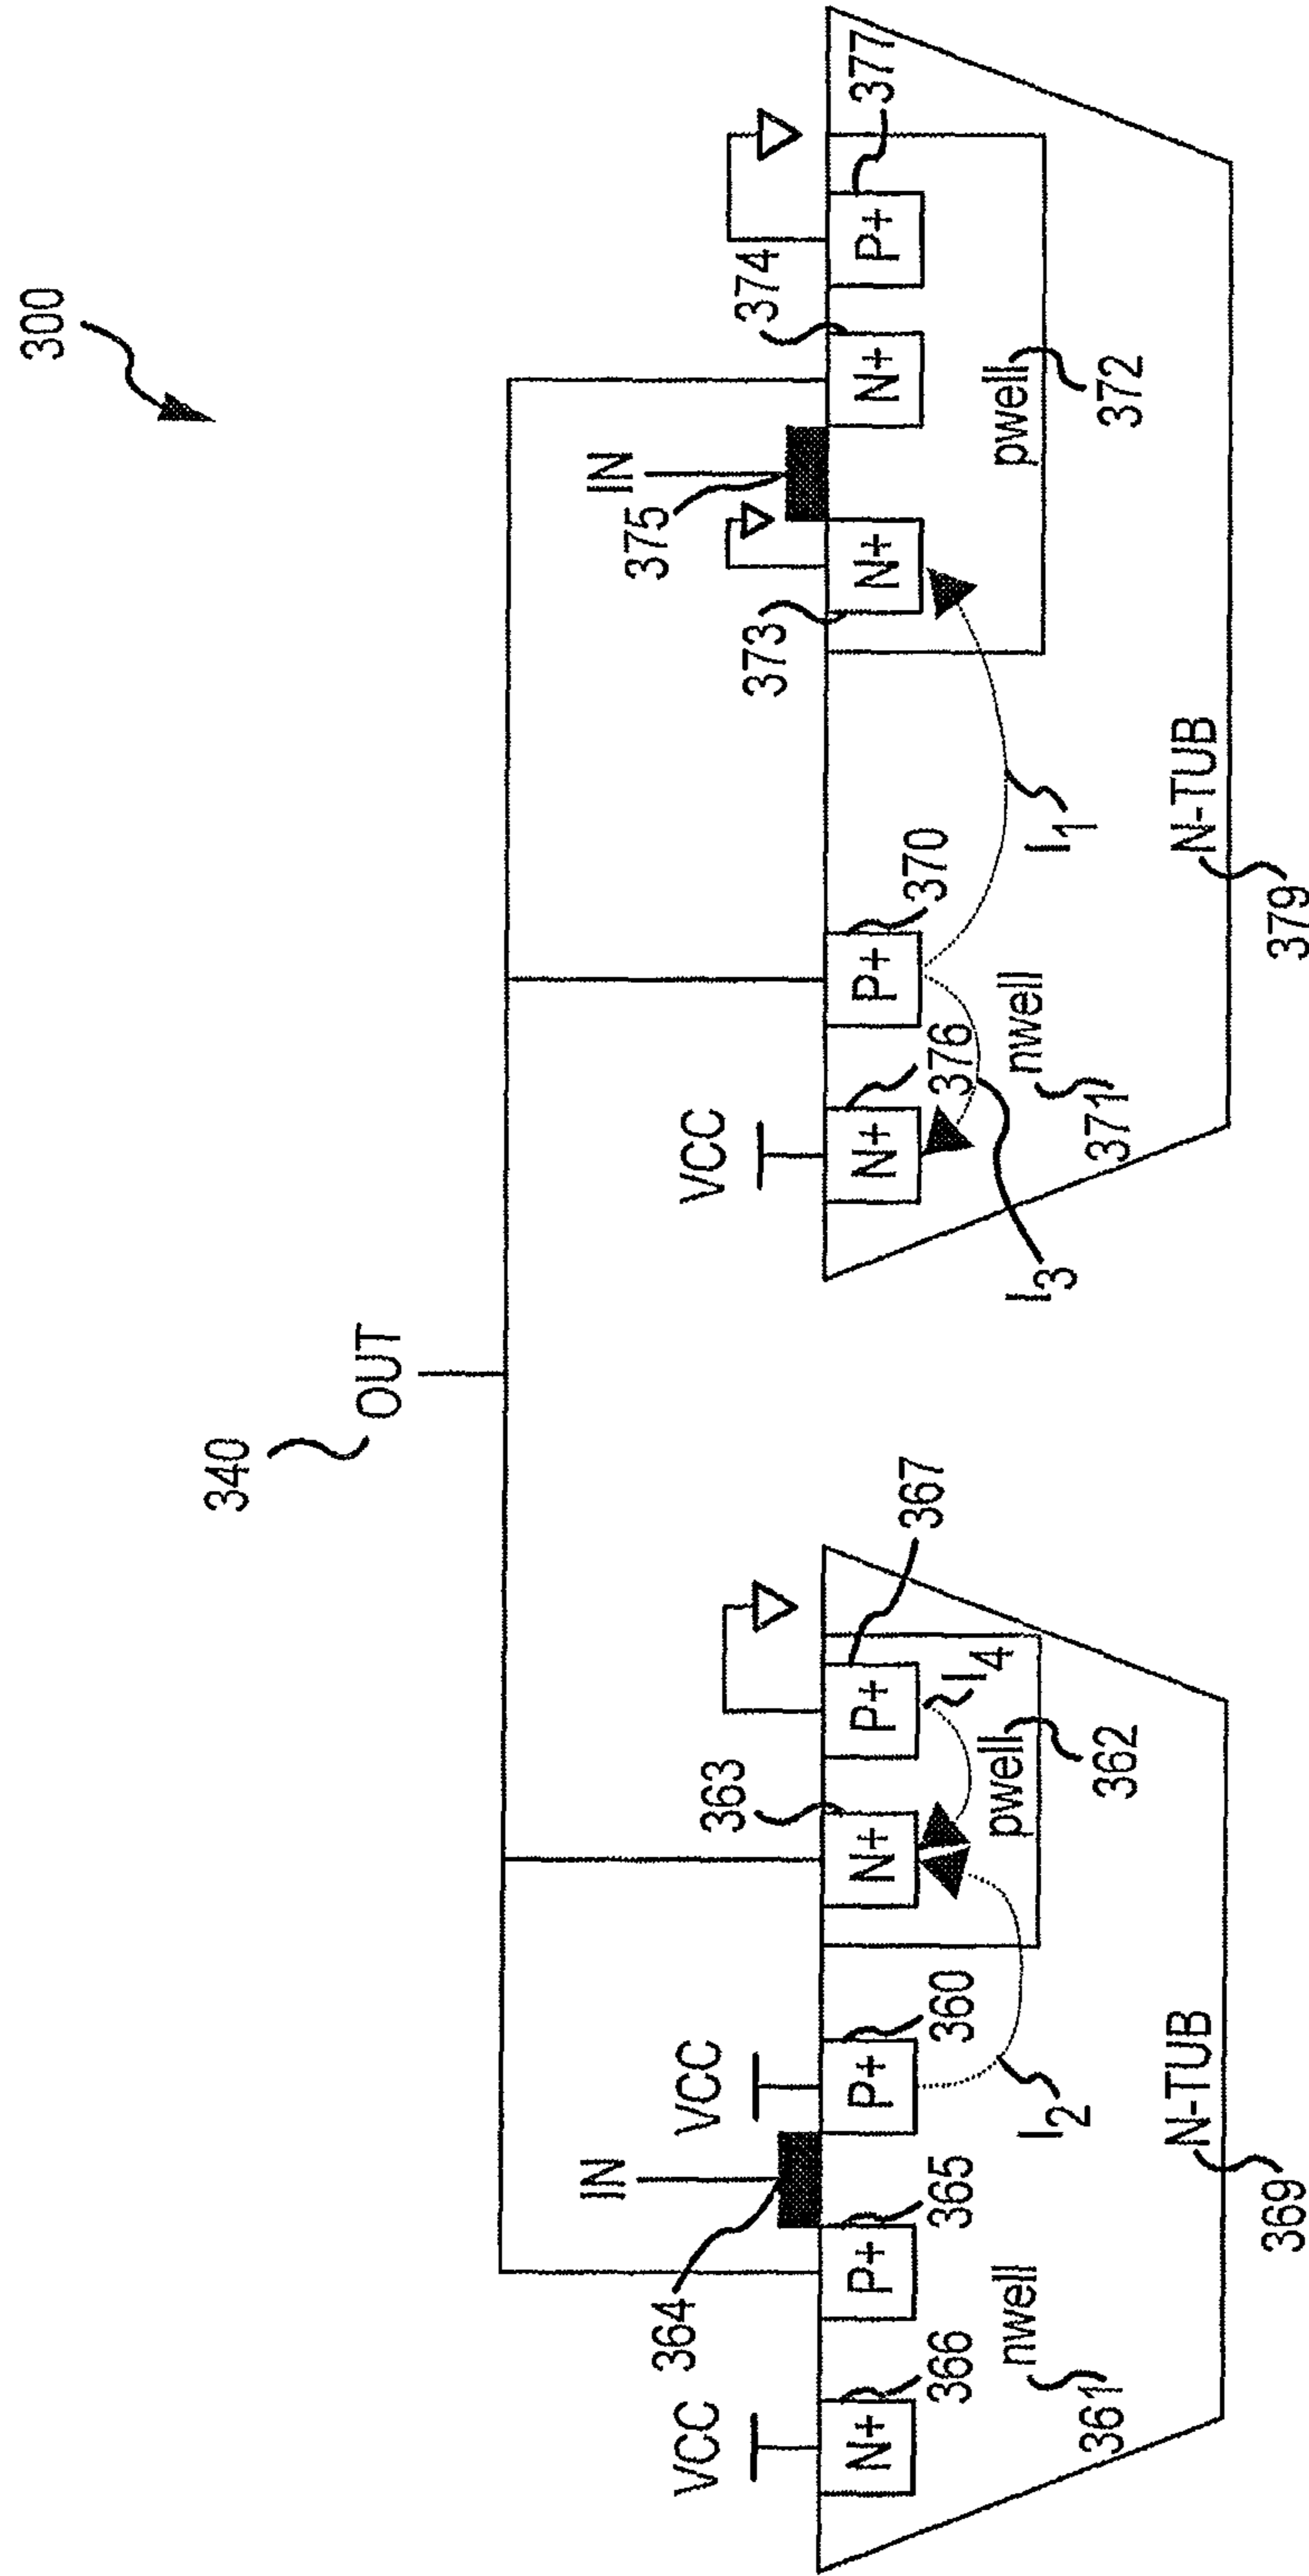 300
340
OUT
IN
IN
VCC
VCC
VCC
364
363
367
373
375
374
377
N+
366
P+
365
P+
360
N+
P+
N+
376
P+
370
N+
N+
P+
nwell
361
I2
pwell
362
I4
nwell
371
I3
I1
pwell
372
N-TUB
369
N-TUB
379